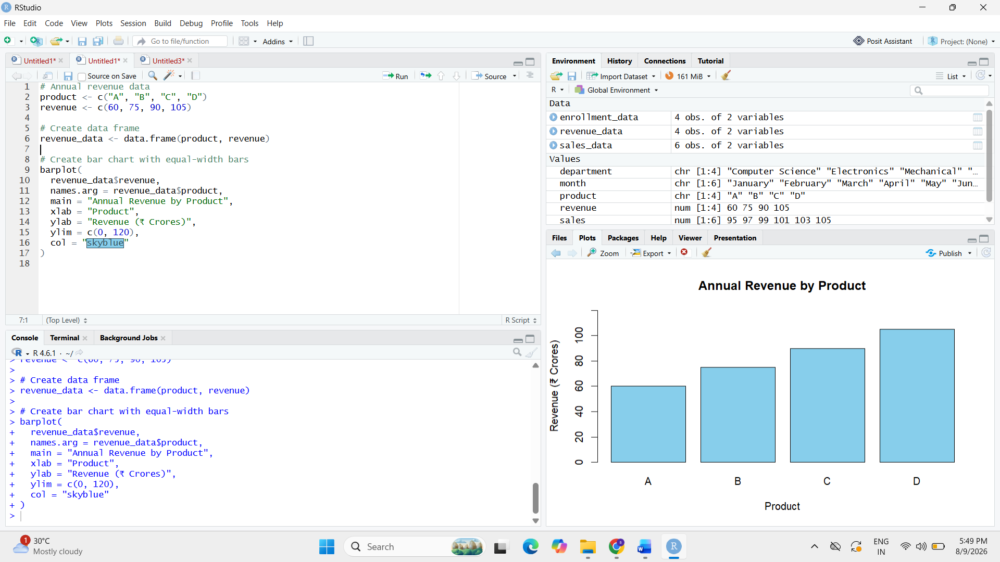 RStudio
File Edit Code View Plots Session Build Debug Profile Tools Help
Go to file/function Addins Posit Assistant Project: (None)
Untitled1* Untitled1* Untitled3*
Source on Save Run Source
1 # Annual revenue data
2 product <- c("A", "B", "C", "D")
3 revenue <- c(60, 75, 90, 105)
4
5 # Create data frame
6 revenue_data <- data.frame(product, revenue)
7
8 # Create bar chart with equal-width bars
9 barplot(
10 revenue_data$revenue,
11 names.arg = revenue_data$product,
12 main = "Annual Revenue by Product",
13 xlab = "Product",
14 ylab = "Revenue (₹ Crores)",
15 ylim = c(0, 120),
16 col = "skyblue"
17 )
18
7:1 (Top Level) R Script
Console Terminal Background Jobs
R 4.6.1 · ~/
> revenue <- c(60, 75, 90, 105)
>
> # Create data frame
> revenue_data <- data.frame(product, revenue)
>
> # Create bar chart with equal-width bars
> barplot(
+ revenue_data$revenue,
+ names.arg = revenue_data$product,
+ main = "Annual Revenue by Product",
+ xlab = "Product",
+ ylab = "Revenue (₹ Crores)",
+ ylim = c(0, 120),
+ col = "skyblue"
+ )
>
Environment History Connections Tutorial
Import Dataset 161 MiB List
R Global Environment
Data
enrollment_data 4 obs. of 2 variables
revenue_data 4 obs. of 2 variables
sales_data 6 obs. of 2 variables
Values
department chr [1:4] "Computer Science" "Electronics" "Mechanical" "…
month chr [1:6] "January" "February" "March" "April" "May" "Jun…
product chr [1:4] "A" "B" "C" "D"
revenue num [1:4] 60 75 90 105
sales num [1:6] 95 97 99 101 103 105
Files Plots Packages Help Viewer Presentation
Zoom Export Publish
Annual Revenue by Product
Revenue (₹ Crores)
100
80
60
40
20
0
A B C D
Product
1
30°C
Mostly cloudy
Search
ENG
IN
5:49 PM
8/9/2026